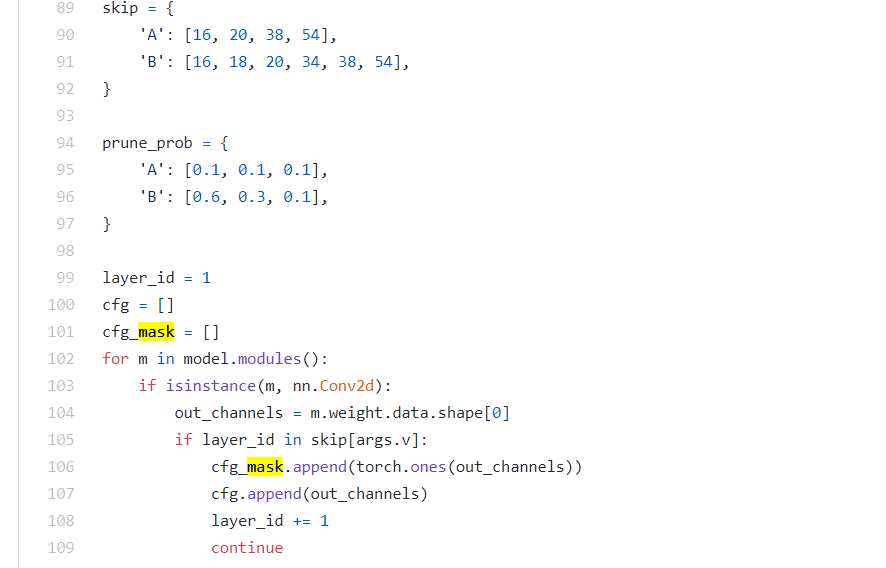 89 skip = {
90 'A': [16, 20, 38, 54],
91 'B': [16, 18, 20, 34, 38, 54],
92 }
93
94 prune_prob = {
95 'A': [0.1, 0.1, 0.1],
96 'B': [0.6, 0.3, 0.1],
97 }
98
99 layer_id = 1
100 cfg = []
101 cfg_mask = []
102 for m in model.modules():
103 if isinstance(m, nn.Conv2d):
104 out_channels = m.weight.data.shape[0]
105 if layer_id in skip[args.v]:
106 cfg_mask.append(torch.ones(out_channels))
107 cfg.append(out_channels)
108 layer_id += 1
109 continue